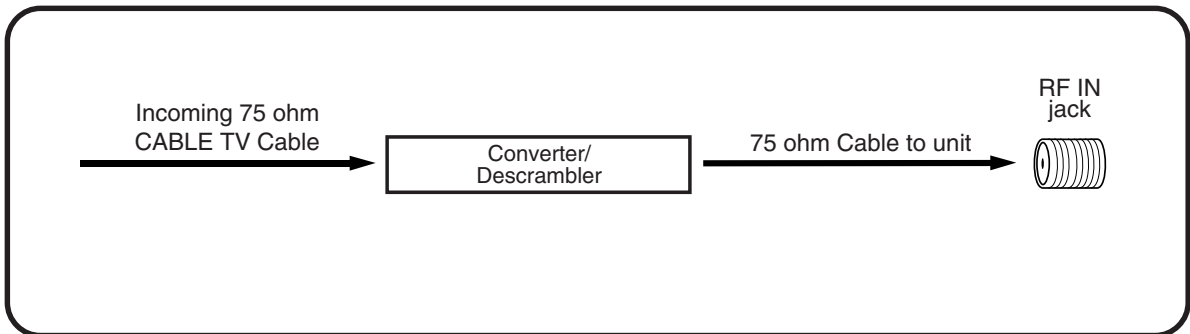 Incoming 75 ohm
CABLE TV Cable
Converter/
Descrambler
75 ohm Cable to unit
RF IN
jack